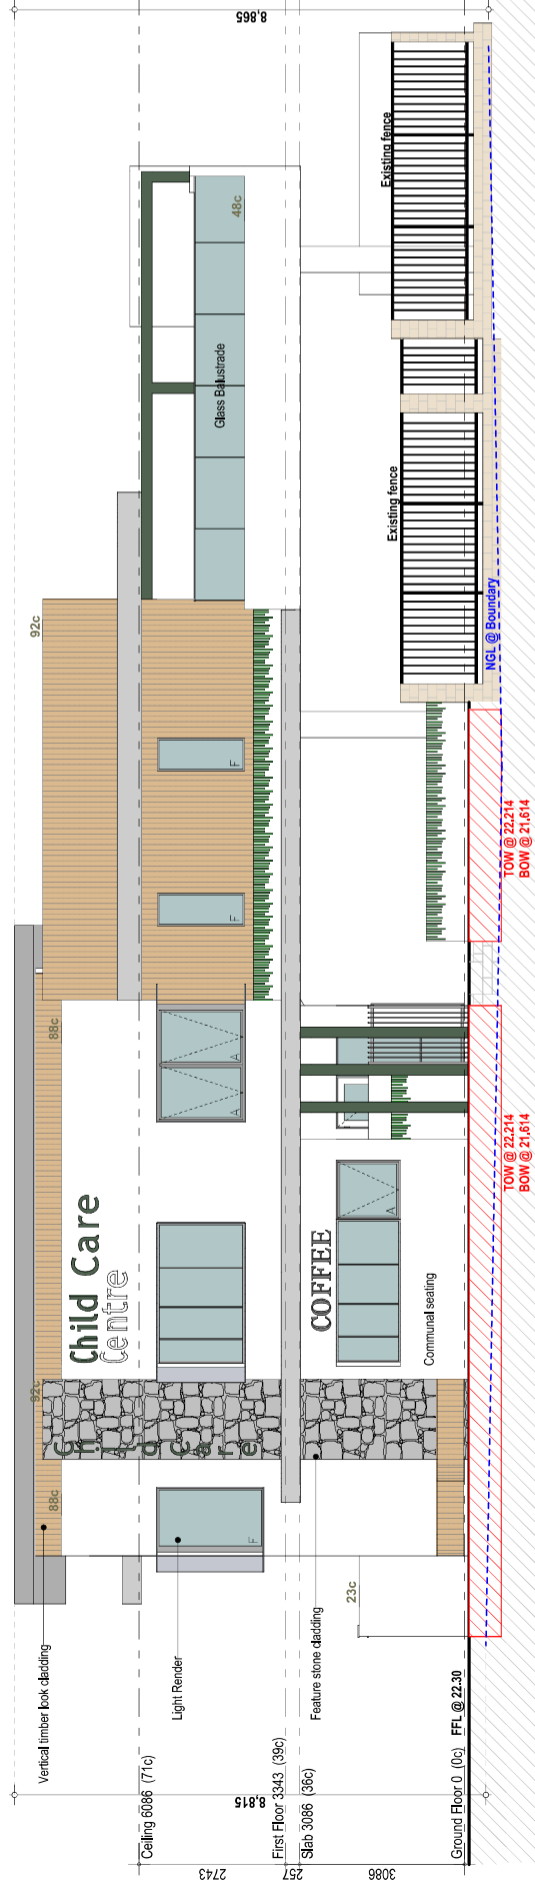 8,865
Existing fence
48c
Glass Balustrade
Existing fence
92c
NGL @ Boundary
F
F
TOW @ 22,214
BOW @ 21,614
88c
A
A
Child Care
Centre
COFFEE
A
Communal seating
TOW @ 22,214
BOW @ 21,614
92c
Child Care
88c
F
23c
Vertical timber look cladding
Light Render
Feature stone cladding
FFL @ 22.30
8,815
Ceiling 6086 (71c)
First Floor 3343 (39c)
Slab 3086 (36c)
Ground Floor 0 (0c)
2743
257
3086